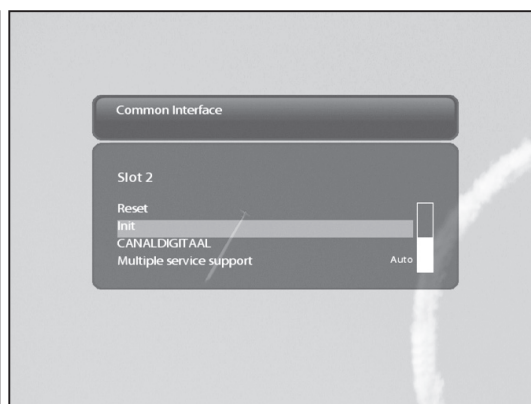 Common Interface
Slot 2
Reset
Init
CANALDIGITAAL
Multiple service support Auto